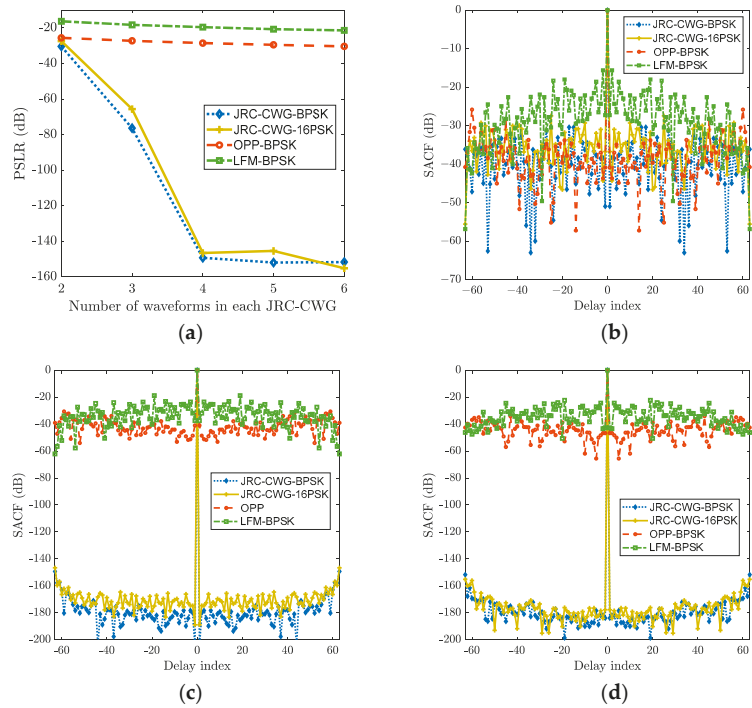 -20
-40
-60
-80
-100
-120
-140
-160
PSLR (dB)
2
3
4
5
6
Number of waveforms in each JRC-CWG
JRC-CWG-BPSK
JRC-CWG-16PSK
OPP-BPSK
LFM-BPSK
(a)
0
−10
−20
−30
−40
−50
−60
−70
SACF (dB)
−60
−40
−20
0
20
40
60
Delay index
JRC-CWG-BPSK
JRC-CWG-16PSK
OPP-BPSK
LFM-BPSK
(b)
0
-20
-40
-60
-80
-100
-120
-140
-160
-180
-200
SACF (dB)
-60
-40
-20
0
20
40
60
Delay index
JRC-CWG-BPSK
JRC-CWG-16PSK
OPP
LFM-BPSK
(c)
0
-20
-40
-60
-80
-100
-120
-140
-160
-180
-200
SACF (dB)
-60
-40
-20
0
20
40
60
Delay index
JRC-CWG-BPSK
JRC-CWG-16PSK
OPP-BPSK
LFM-BPSK
(d)